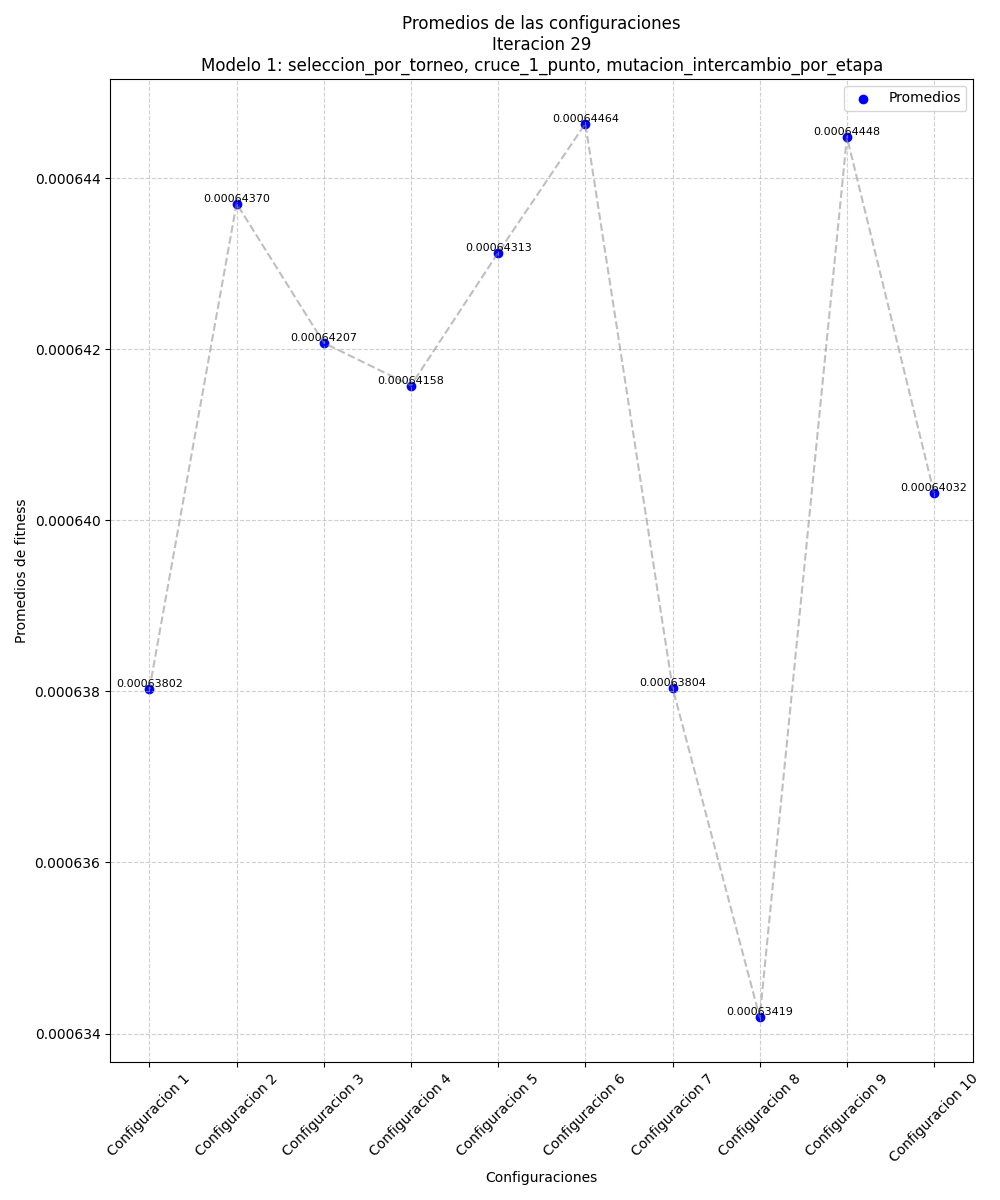 Promedios de las configuraciones
Iteracion 29
Modelo 1: seleccion_por_torneo, cruce_1_punto, mutacion_intercambio_por_etapa
Promedios
0.00064464
0.00064448
0.000644
0.00064370
0.00064313
0.00064207
0.000642
0.00064158
0.00064032
0.000640
Promedios de fitness
0.00063802
0.00063804
0.000638
0.000636
0.00063419
0.000634
Configuracion 1
Configuracion 2
Configuracion 3
Configuracion 4
Configuracion 5
Configuracion 6
Configuracion 7
Configuracion 8
Configuracion 9
Configuracion 10
Configuraciones